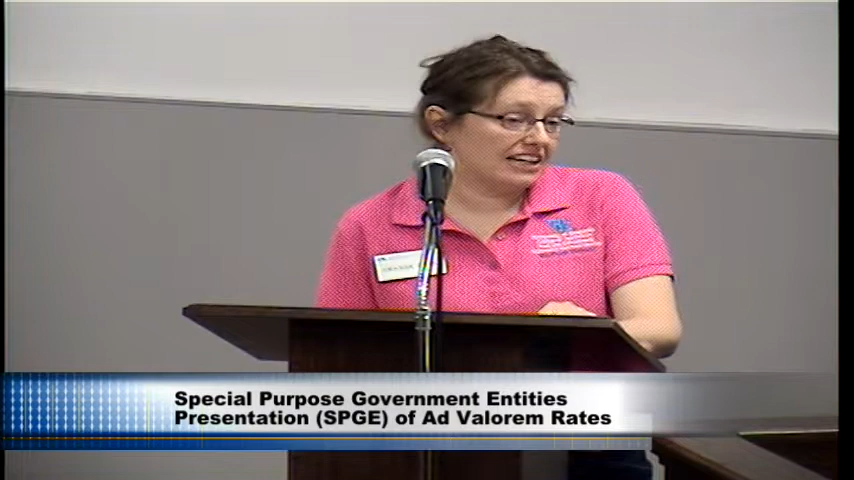 Special Purpose Government Entities
Presentation (SPGE) of Ad Valorem Rates